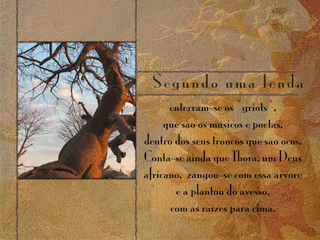 Segundo uma lenda
enterram-se os "griots",
que são os músicos e poetas,
dentro dos seus troncos que sao ocos.
Conta-se ainda que Thora, um Deus
africano, zangou-se com essa árvore
e a plantou do avesso,
com as raízes para cima.